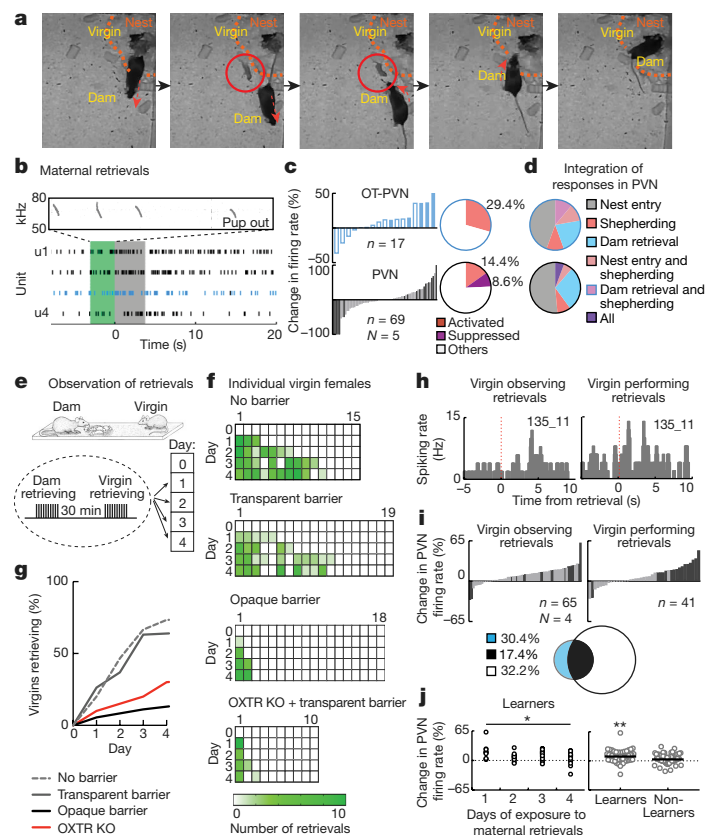 a
Nest
Virgin
Dam
Nest
Virgin
Dam
Nest
Virgin
Dam
Nest
Virgin
Dam
Nest
Virgin
Dam
b Maternal retrievals
80
kHz
50
Pup out
u1
Unit
u4
0 10 20
Time (s)
c
Change in firing rate (%)
50
OT-PVN
−50
n = 17
29.4%
100
PVN
−100
n = 69
N = 5
14.4%
8.6%
Activated
Suppressed
Others
d Integration of
responses in PVN
Nest entry
Shepherding
Dam retrieval
Nest entry
and shepherding
Dam retrieval and
shepherding
All
e Observation of retrievals
Dam Virgin
Dam
retrieving
Virgin
retrieving
30 min
Day:
0
1
2
3
4
f Individual virgin females
No barrier
1 15
Day
0
1
2
3
4
Transparent barrier
1 19
Day
0
1
2
3
4
Opaque barrier
1 18
Day
0
1
2
3
4
OXTR KO + transparent barrier
1 10
Day
0
1
2
3
4
0 10
Number of retrievals
g
Virgins retrieving (%)
100
50
0
0 1 2 3 4
Day
No barrier
Transparent barrier
Opaque barrier
OXTR KO
h Virgin observing
retrievals
Virgin performing
retrievals
Spiking rate
(Hz)
15
0
135_11
135_11
−5 0 5 10
−5 0 5 10
Time from retrieval (s)
i
Change in PVN
firing rate (%)
65
0
−65
Virgin observing
retrievals
n = 65
N = 4
Virgin performing
retrievals
n = 41
30.4%
17.4%
32.2%
j Learners
Change in PVN
firing rate (%)
65
0
−65
*
1 2 3 4
Days of exposure to
maternal retrievals
**
Learners Non-
Learners